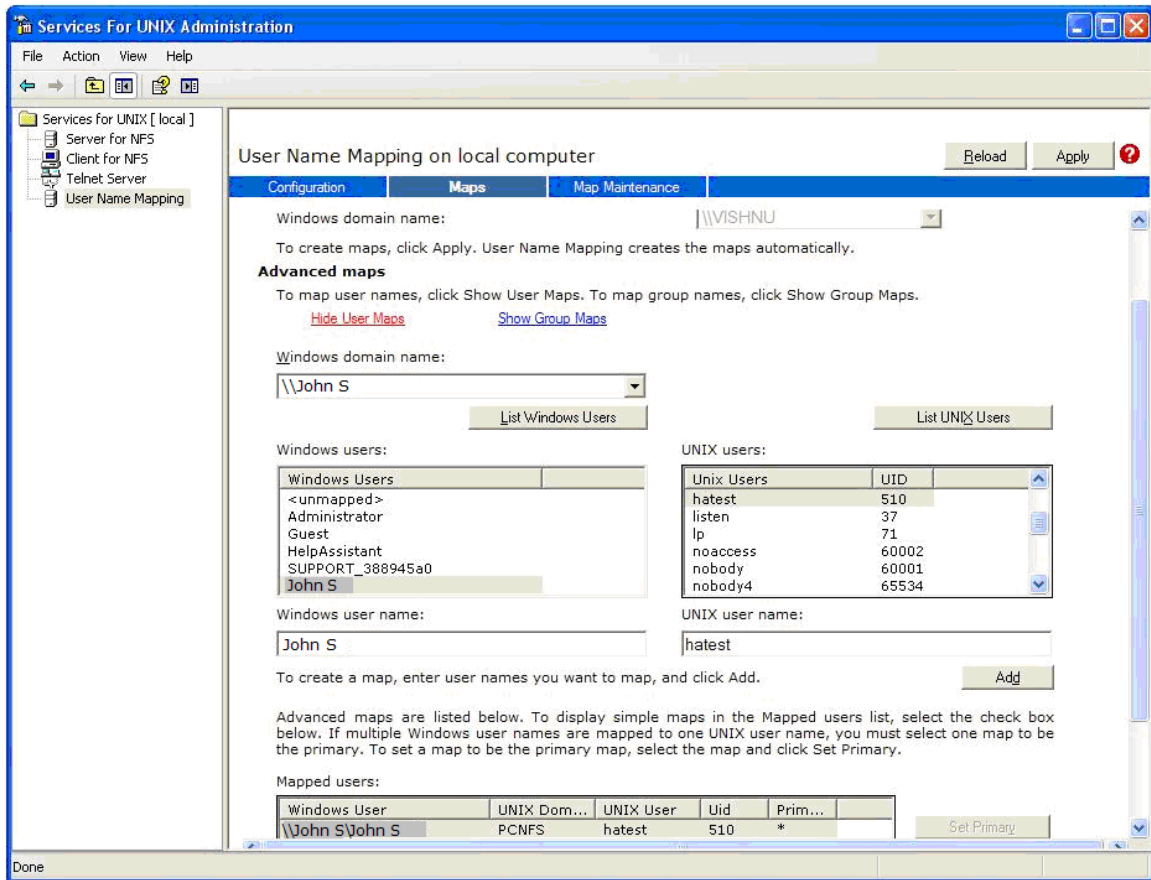 Services For UNIX Administration
File Action View Help
Services for UNIX [ local ]
Server for NFS
Client for NFS
Telnet Server
User Name Mapping
User Name Mapping on local computer
Reload
Apply
?
Configuration
Maps
Map Maintenance
Windows domain name:
\\VISHNU
To create maps, click Apply. User Name Mapping creates the maps automatically.
Advanced maps
To map user names, click Show User Maps. To map group names, click Show Group Maps.
Hide User Maps
Show Group Maps
Windows domain name:
\\John S
List Windows Users
List UNIX Users
Windows users:
Windows Users
<unmapped>
Administrator
Guest
HelpAssistant
SUPPORT_388945a0
John S
UNIX users:
Unix Users UID
hatest 510
listen 37
lp 71
noaccess 60002
nobody 60001
nobody4 65534
Windows user name:
John S
UNIX user name:
hatest
To create a map, enter user names you want to map, and click Add.
Add
Advanced maps are listed below. To display simple maps in the Mapped users list, select the check box
below. If multiple Windows user names are mapped to one UNIX user name, you must select one map to be
the primary. To set a map to be the primary map, select the map and click Set Primary.
Mapped users:
Windows User UNIX Dom... UNIX User Uid Prim...
\\John S\John S PCNFS hatest 510 *
Set Primary
Done